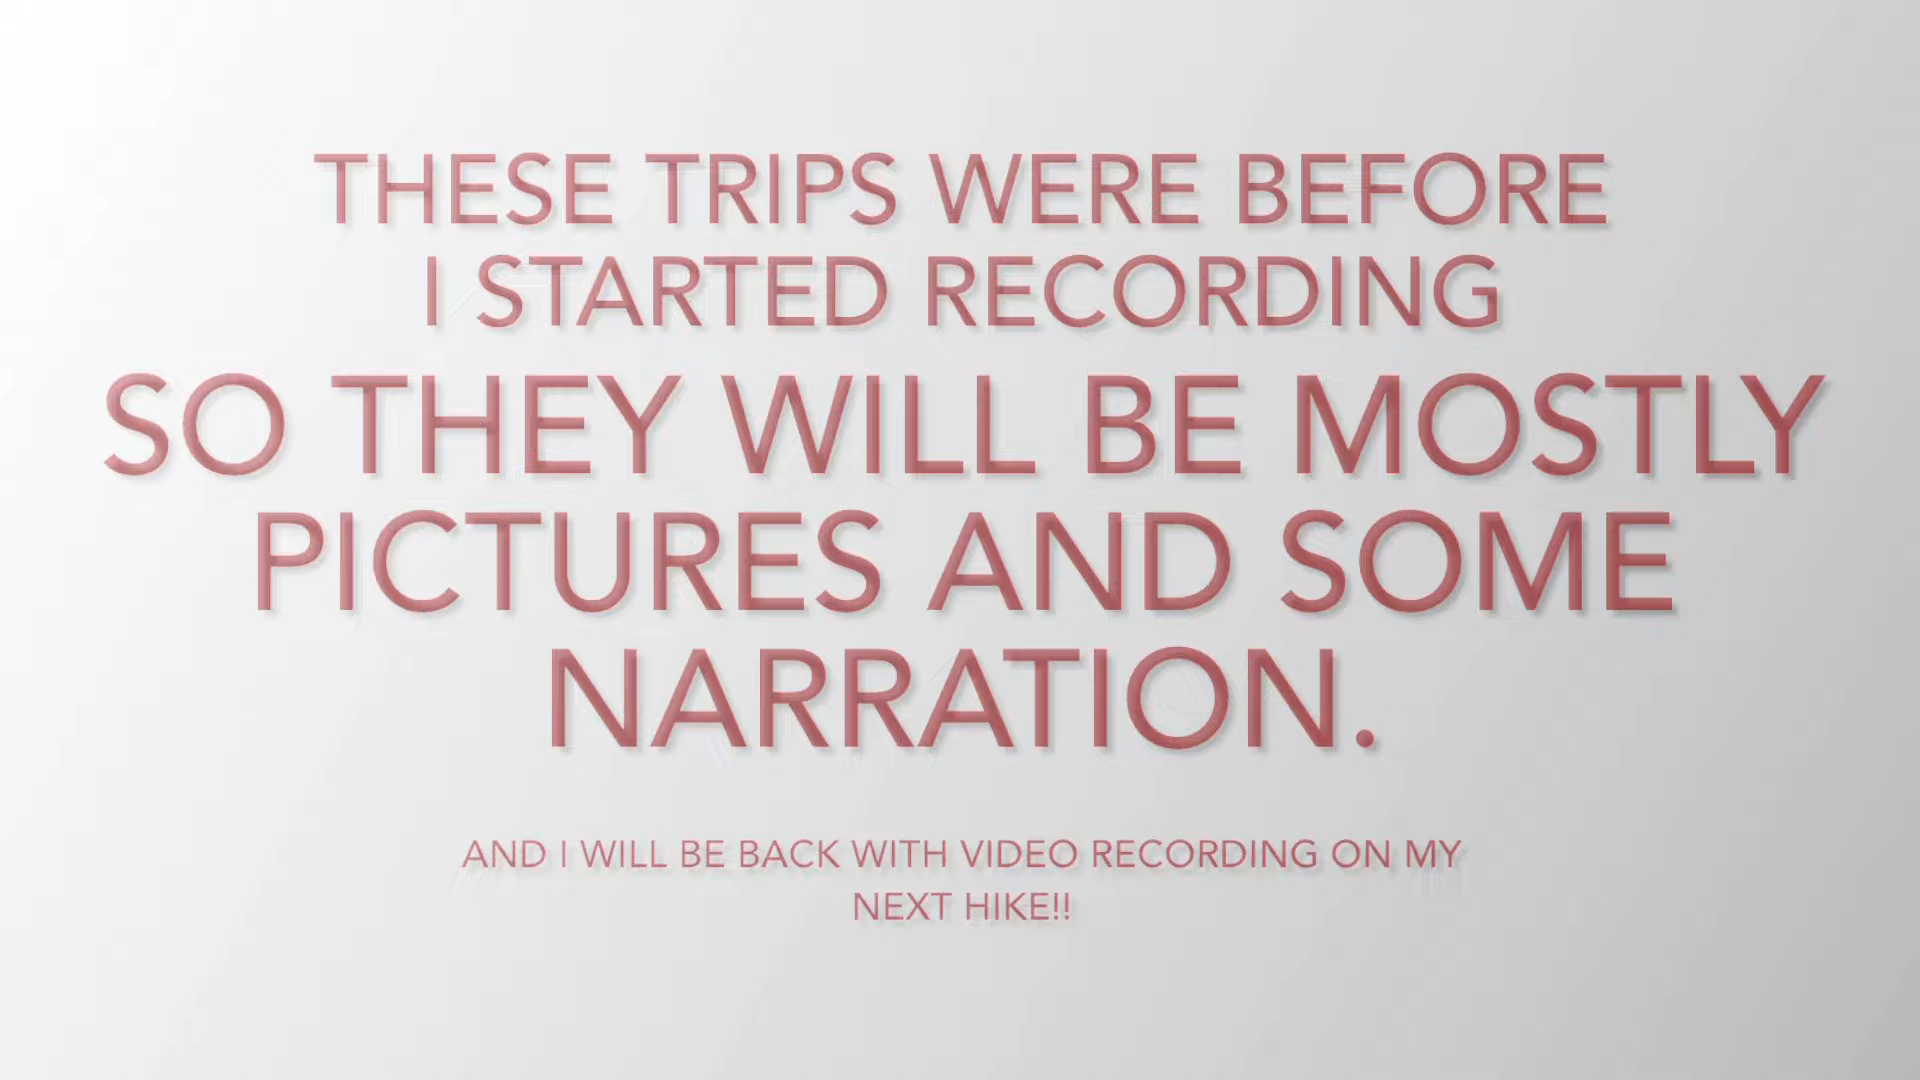 THESE TRIPS WERE BEFORE
I STARTED RECORDING
SO THEY WILL BE MOSTLY
PICTURES AND SOME
NARRATION.
AND I WILL BE BACK WITH VIDEO RECORDING ON MY
NEXT HIKE!!